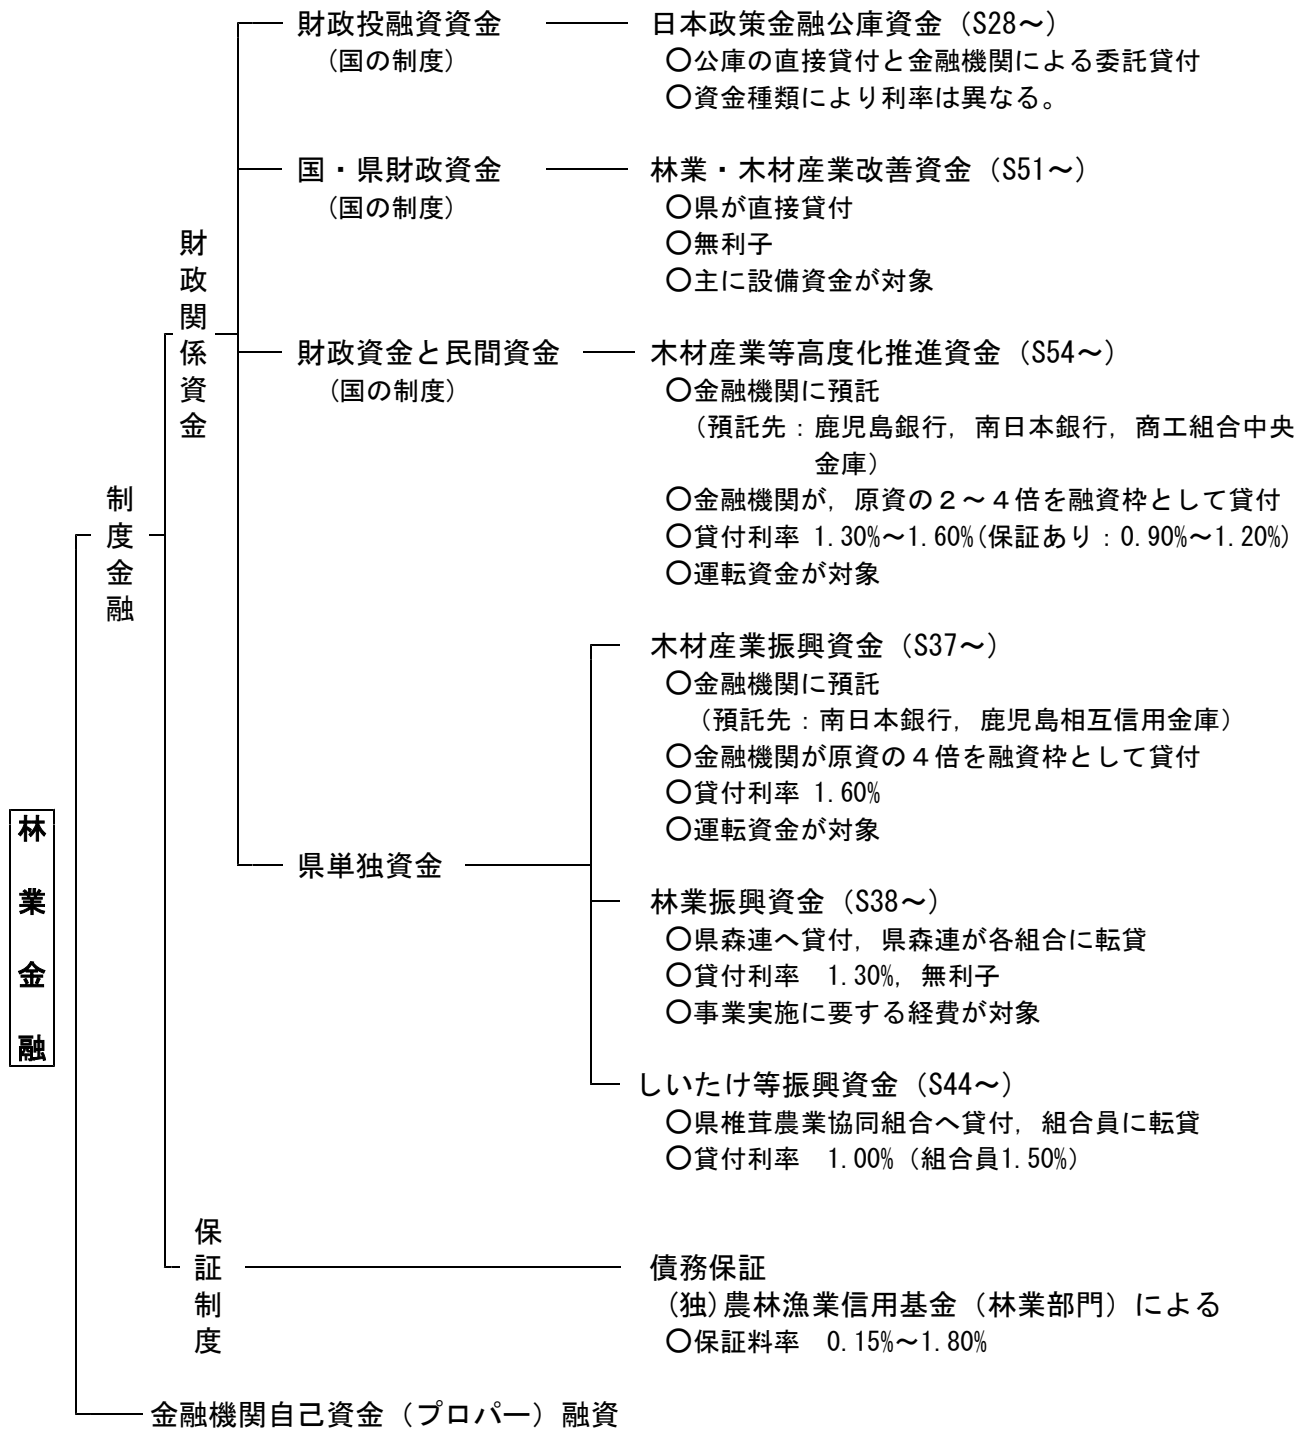 林業金融
制度金融
財政関係資金
財政投融資資金
(国の制度)
日本政策金融公庫資金(S28～)
○公庫の直接貸付と金融機関による委託貸付
○資金種類により利率は異なる。
国・県財政資金
(国の制度)
林業・木材産業改善資金(S51～)
○県が直接貸付
○無利子
○主に設備資金が対象
財政資金と民間資金
(国の制度)
木材産業等高度化推進資金(S54～)
○金融機関に預託
(預託先：鹿児島銀行，南日本銀行，商工組合中央
金庫)
○金融機関が，原資の２～４倍を融資枠として貸付
○貸付利率 1.30%～1.60%(保証あり：0.90%～1.20%)
○運転資金が対象
県単独資金
木材産業振興資金(S37～)
○金融機関に預託
(預託先：南日本銀行，鹿児島相互信用金庫)
○金融機関が原資の４倍を融資枠として貸付
○貸付利率 1.60%
○運転資金が対象
林業振興資金(S38～)
○県森連へ貸付，県森連が各組合に転貸
○貸付利率　1.30%，無利子
○事業実施に要する経費が対象
しいたけ等振興資金(S44～)
○県椎茸農業協同組合へ貸付，組合員に転貸
○貸付利率　1.00%(組合員1.50%)
保証制度
債務保証
(独)農林漁業信用基金(林業部門)による
○保証料率　0.15%～1.80%
金融機関自己資金(プロパー)融資